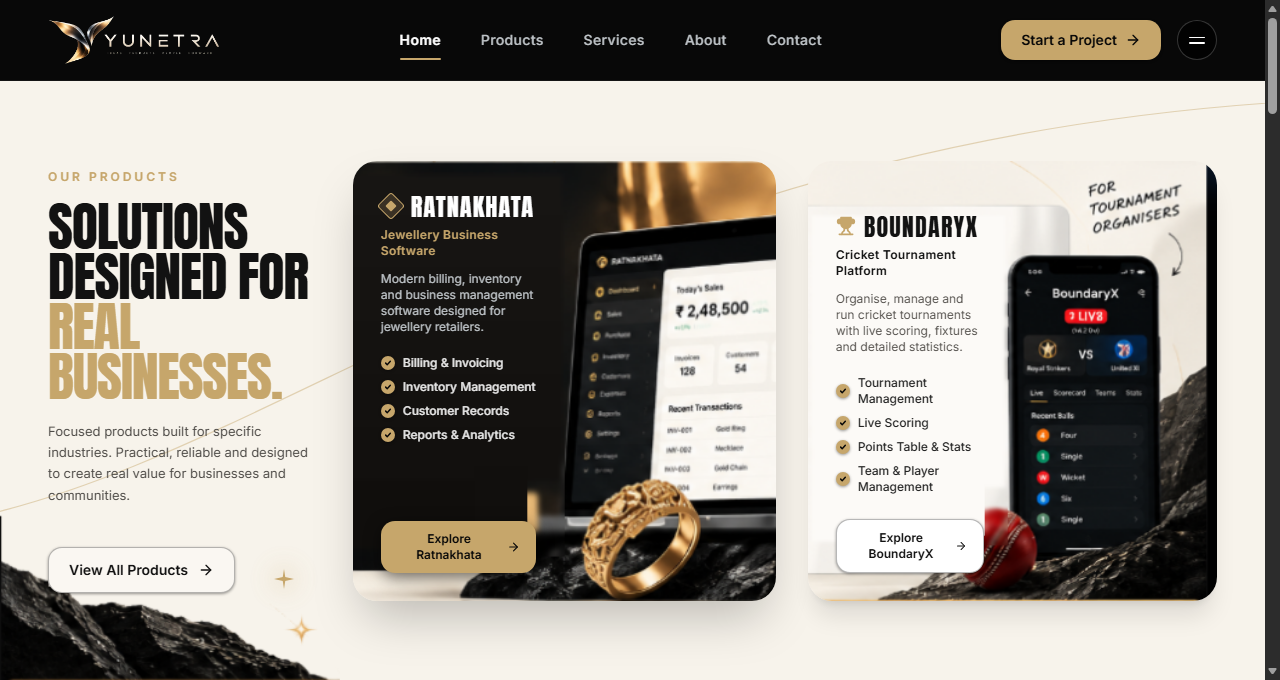 YUNETRA
Home
Products
Services
About
Contact
Start a Project
OUR PRODUCTS
SOLUTIONS
DESIGNED FOR
REAL
BUSINESSES.
Focused products built for specific
industries. Practical, reliable and designed
to create real value for businesses and
communities.
View All Products
RATNAKHATA
Jewellery Business
Software
Modern billing, inventory
and business management
software designed for
jewellery retailers.
Billing & Invoicing
Inventory Management
Customer Records
Reports & Analytics
Explore
Ratnakhata
RATNAKHATA
Dashboard
Sales
Purchase
Inventory
Customers
Reports
Settings
Today's Sales
₹ 2,48,500
Invoices
128
Customers
54
Recent Transactions
INV-001 Gold Ring
INV-002 Necklace
INV-003 Gold Chain
Earrings
BOUNDARYX
Cricket Tournament
Platform
Organise, manage and
run cricket tournaments
with live scoring, fixtures
and detailed statistics.
Tournament
Management
Live Scoring
Points Table & Stats
Team & Player
Management
Explore
BoundaryX
FOR
TOURNAMENT
ORGANISERS
BoundaryX
VS
Royal Strikers
United XI
Live
Scorecard
Teams
Stats
Recent Balls
4 Four
1 Single
W Wicket
6 Six
1 Single